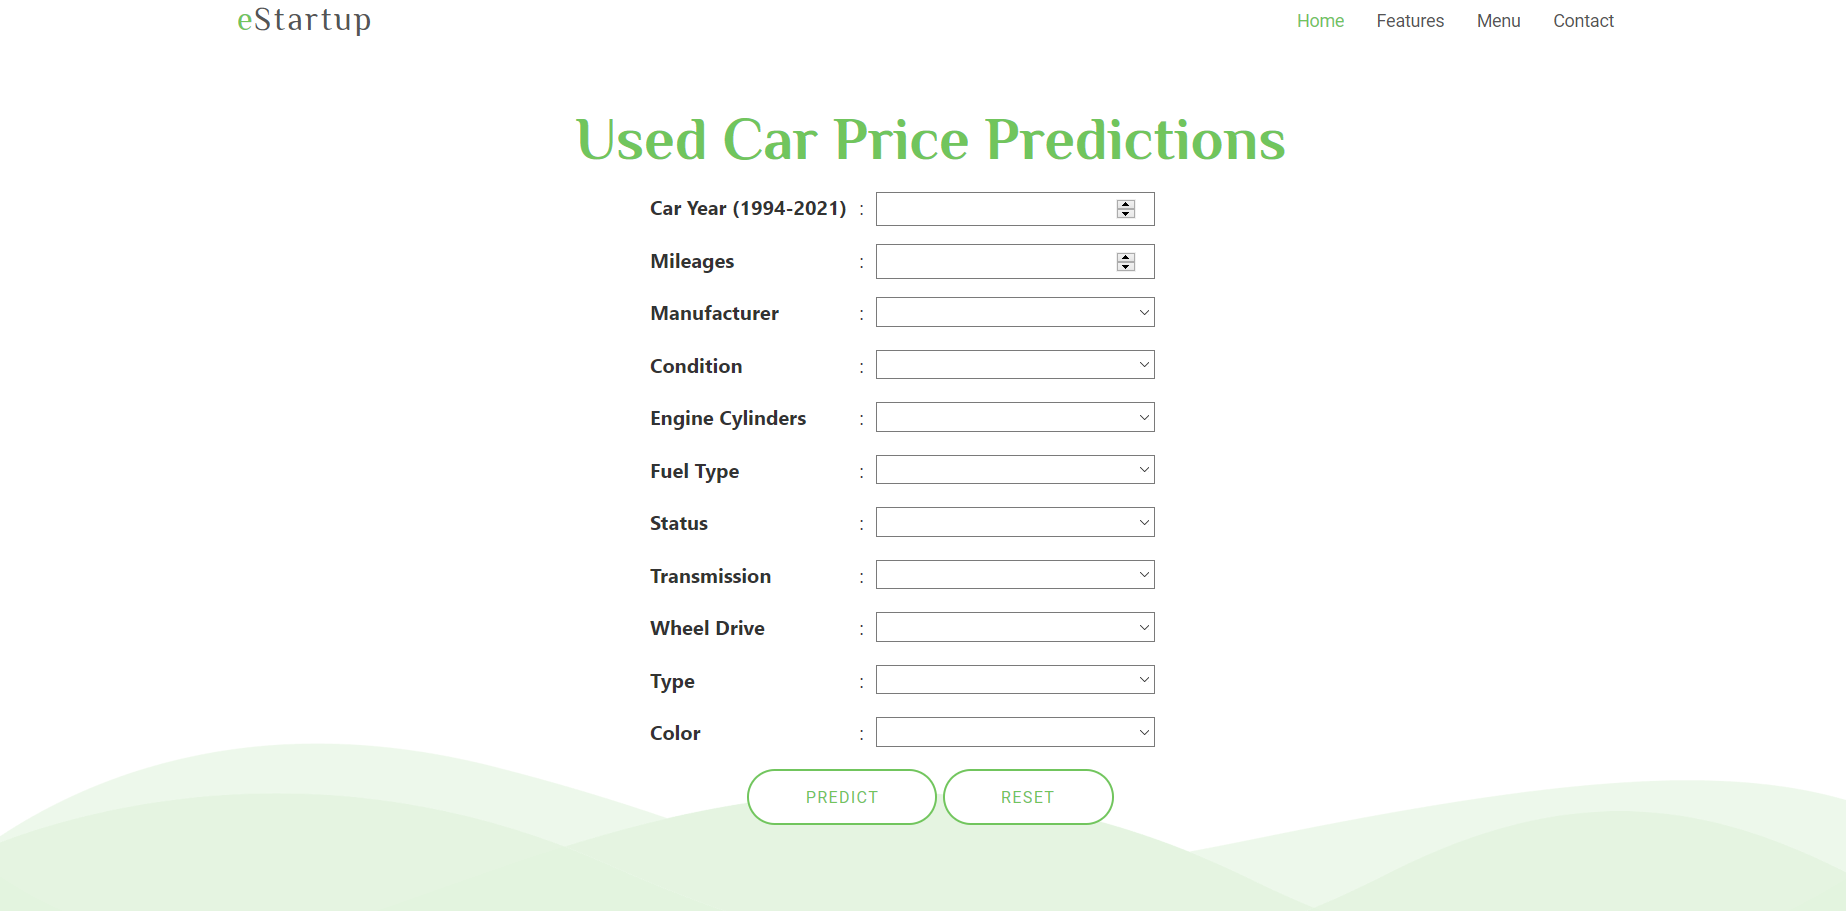 eStartup
Home Features Menu Contact
Used Car Price Predictions
Car Year (1994-2021) :
Mileages :
Manufacturer :
Condition :
Engine Cylinders :
Fuel Type :
Status :
Transmission :
Wheel Drive :
Type :
Color :
PREDICT RESET